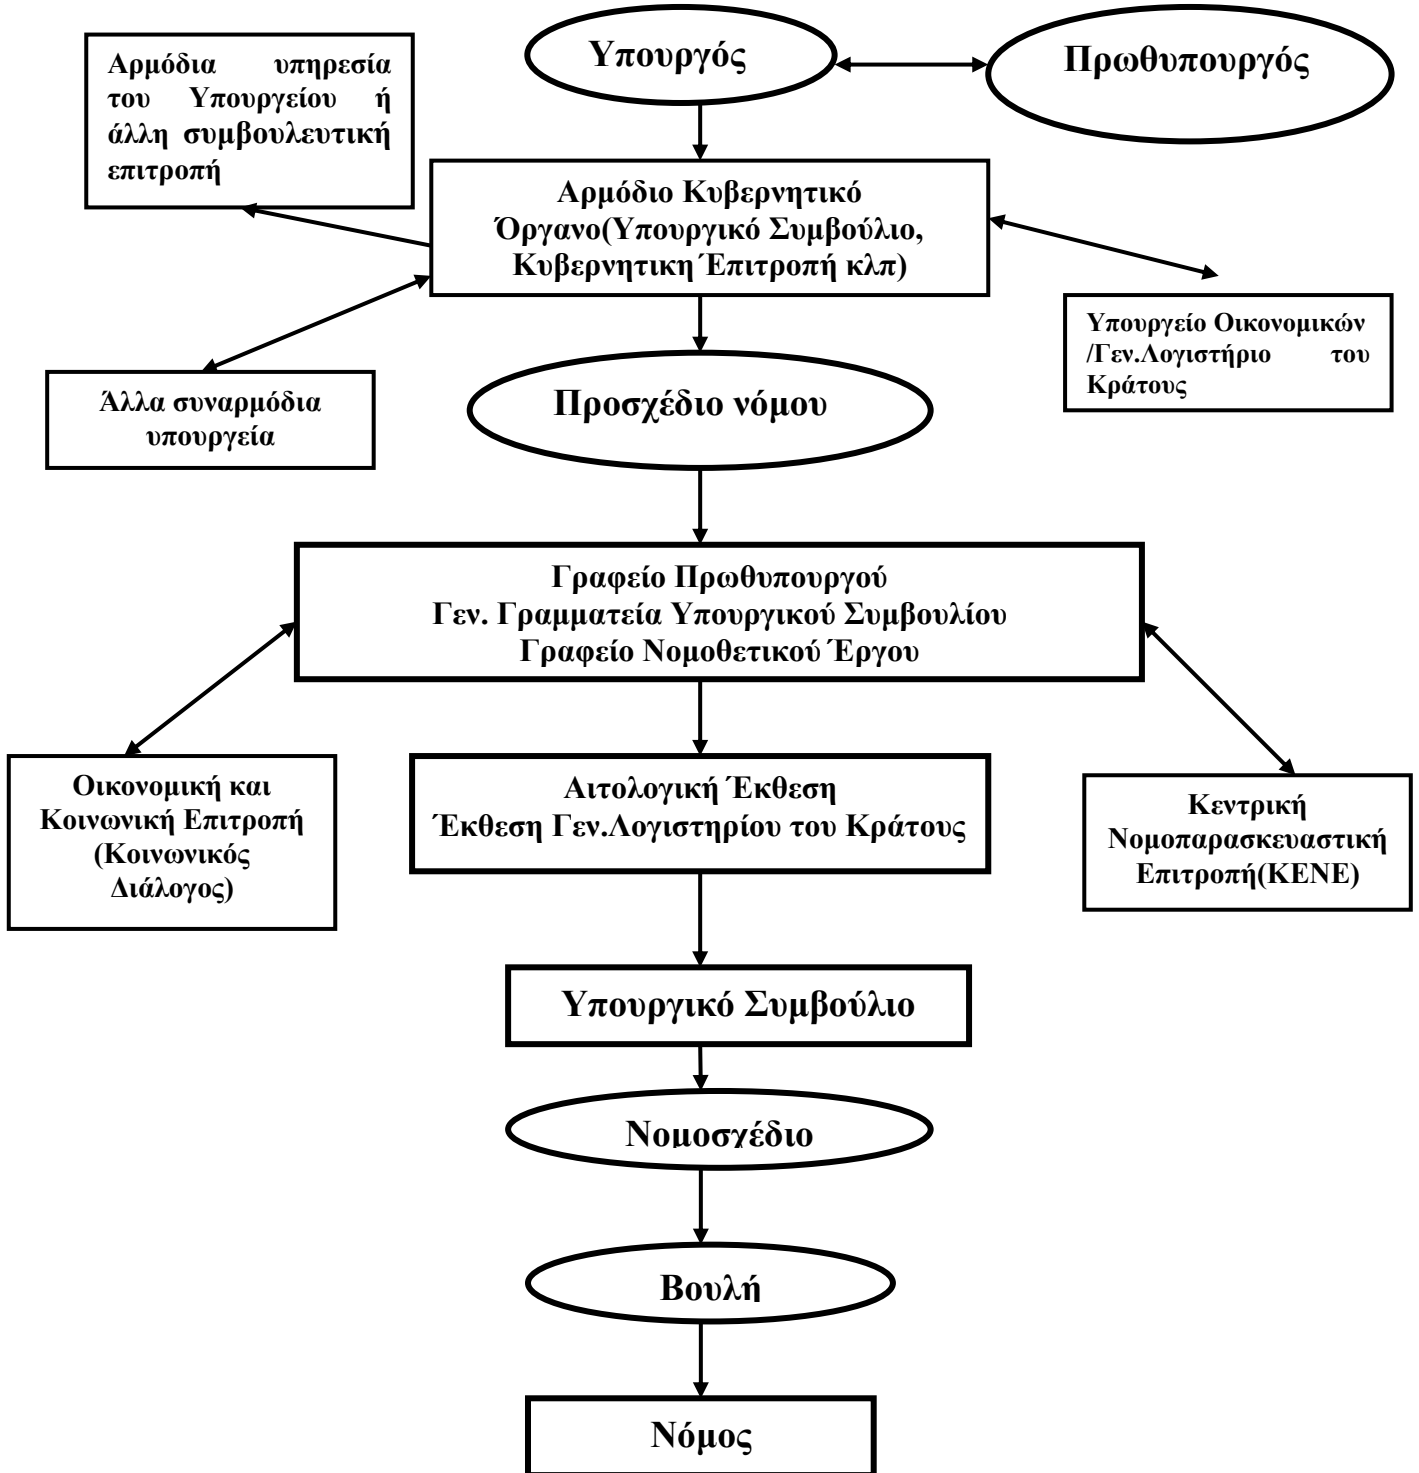 Υπουργός
Πρωθυπουργός
Αρμόδια υπηρεσία
του Υπουργείου ή
άλλη συμβουλευτική
επιτροπή
Αρμόδιο Κυβερνητικό
Όργανο(Υπουργικό Συμβούλιο,
Κυβερνητικη Έπιτροπή κλπ)
Υπουργείο Οικονομικών
/Γεν.Λογιστήριο του
Κράτους
Άλλα συναρμόδια
υπουργεία
Προσχέδιο νόμου
Γραφείο Πρωθυπουργού
Γεν. Γραμματεία Υπουργικού Συμβουλίου
Γραφείο Νομοθετικού Έργου
Οικονομική και
Κοινωνική Επιτροπή
(Κοινωνικός
Διάλογος)
Αιτολογική Έκθεση
Έκθεση Γεν.Λογιστηρίου του Κράτους
Κεντρική
Νομοπαρασκευαστική
Επιτροπή(ΚΕΝΕ)
Υπουργικό Συμβούλιο
Νομοσχέδιο
Βουλή
Νόμος